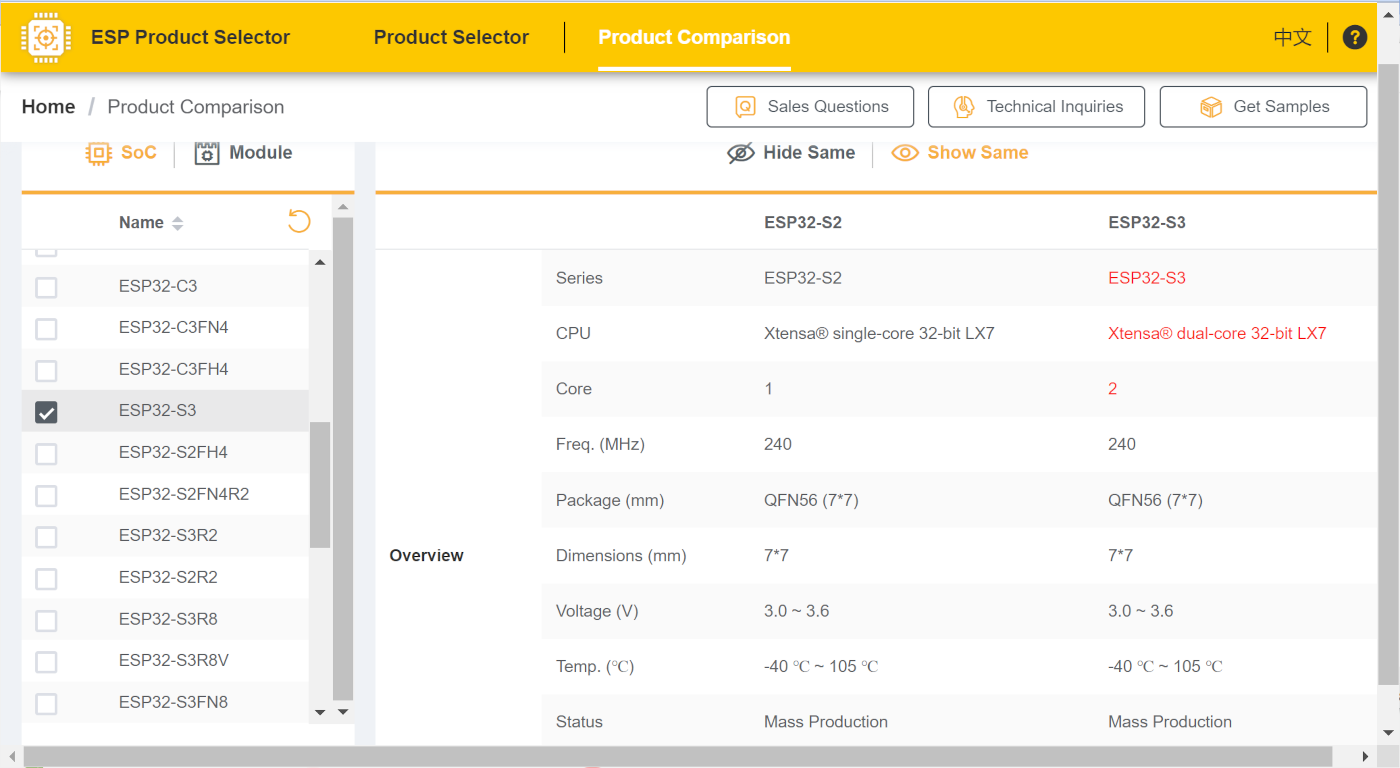 ESP Product Selector Product Selector Product Comparison 中文 ?
Home / Product Comparison Sales Questions Technical Inquiries Get Samples
SoC Module Hide Same Show Same
Name ESP32-S2 ESP32-S3
ESP32-C3
ESP32-C3FN4
ESP32-C3FH4
ESP32-S3
ESP32-S2FH4
ESP32-S2FN4R2
ESP32-S3R2
ESP32-S2R2
ESP32-S3R8
ESP32-S3R8V
ESP32-S3FN8
Overview
Series ESP32-S2 ESP32-S3
CPU Xtensa® single-core 32-bit LX7 Xtensa® dual-core 32-bit LX7
Core 1 2
Freq. (MHz) 240 240
Package (mm) QFN56 (7*7) QFN56 (7*7)
Dimensions (mm) 7*7 7*7
Voltage (V) 3.0 ~ 3.6 3.0 ~ 3.6
Temp. (℃) -40 ℃ ~ 105 ℃ -40 ℃ ~ 105 ℃
Status Mass Production Mass Production